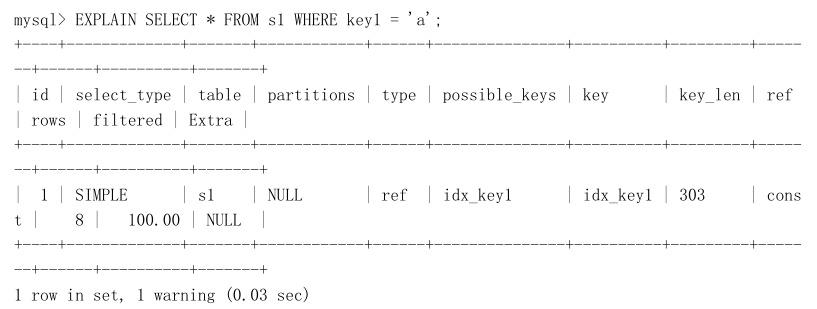 mysql> EXPLAIN SELECT * FROM s1 WHERE key1 = 'a';
+----+-------------+-------+------------+------+---------------+----------+---------+-----
--+------+----------+-------+
| id | select_type | table | partitions | type | possible_keys | key      | key_len | ref
| rows | filtered | Extra |
+----+-------------+-------+------------+------+---------------+----------+---------+-----
--+------+----------+-------+
|  1 | SIMPLE      | s1    | NULL       | ref  | idx_key1      | idx_key1 | 303     | cons
t |    8 |   100.00 | NULL  |
+----+-------------+-------+------------+------+---------------+----------+---------+-----
--+------+----------+-------+
1 row in set, 1 warning (0.03 sec)